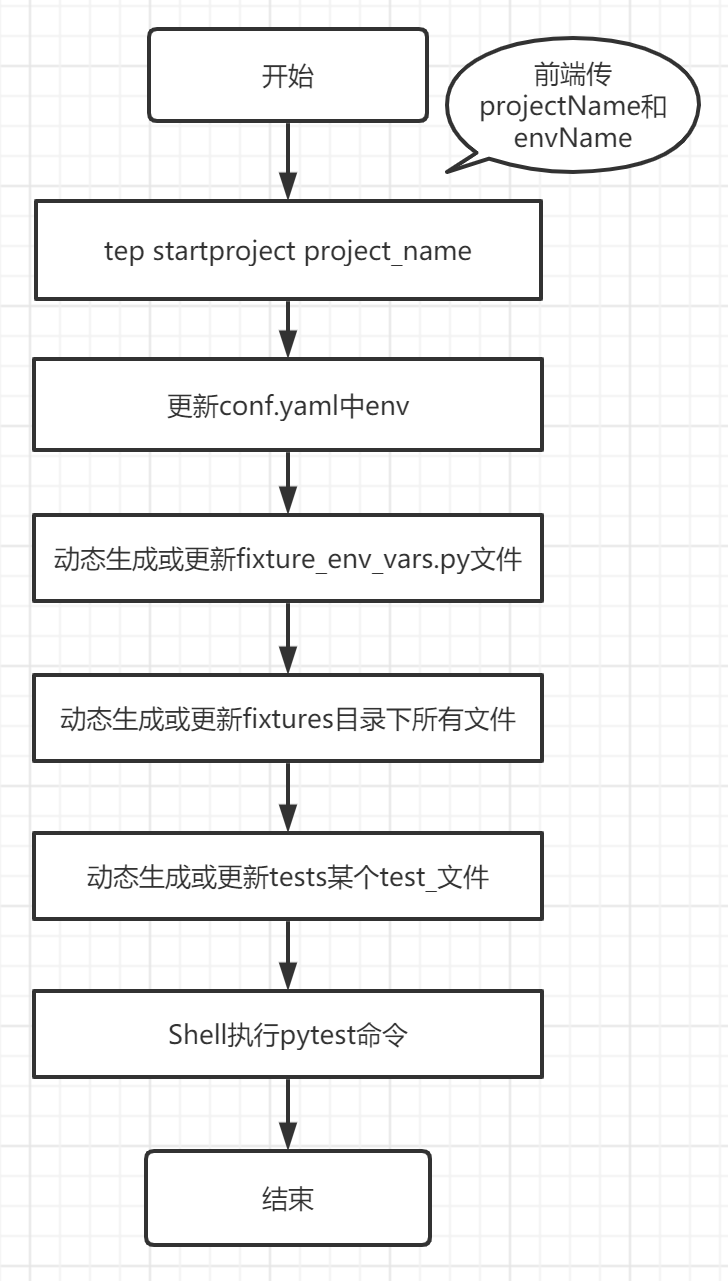 开始
前端传
projectName和
envName
tep startproject project_name
更新conf.yaml中env
动态生成或更新fixture_env_vars.py文件
动态生成或更新fixtures目录下所有文件
动态生成或更新tests某个test_文件
Shell执行pytest命令
结束